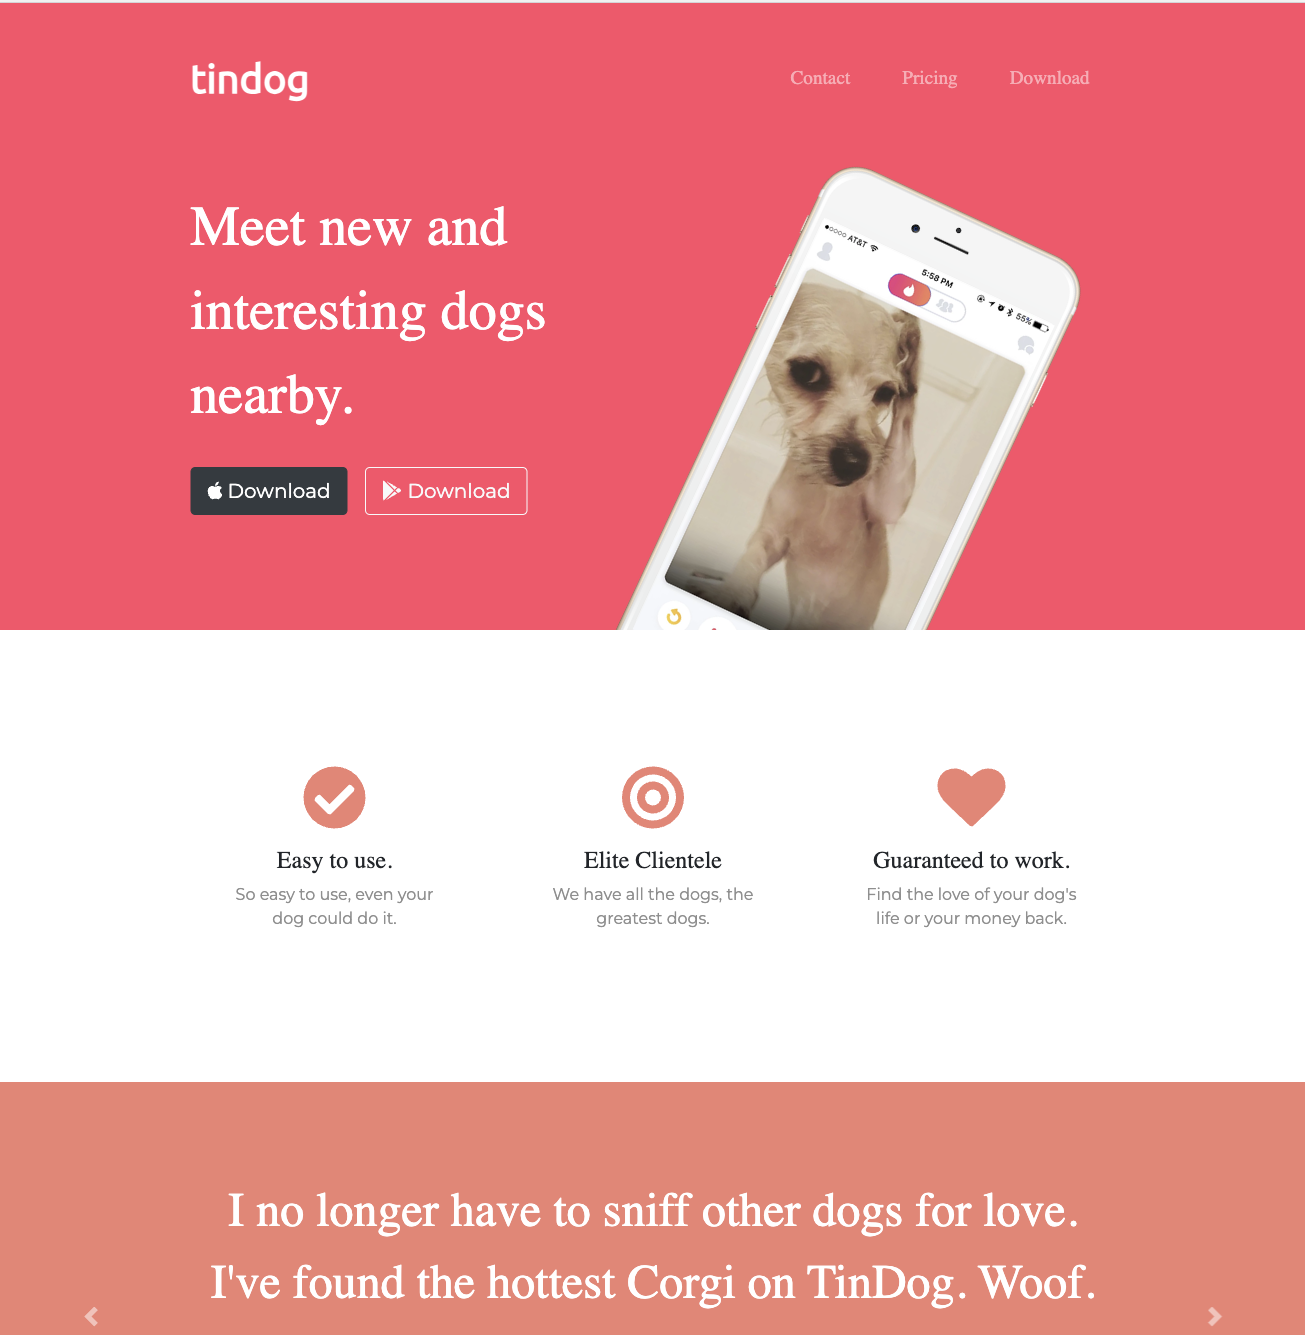 tindog
Contact Pricing Download
Meet new and
interesting dogs
nearby.
AT&T 5:58 PM 55%
Download Download
Easy to use. Elite Clientele Guaranteed to work.
So easy to use, even your We have all the dogs, the Find the love of your dog's
dog could do it. greatest dogs. life or your money back.
I no longer have to sniff other dogs for love.
I've found the hottest Corgi on TinDog. Woof.